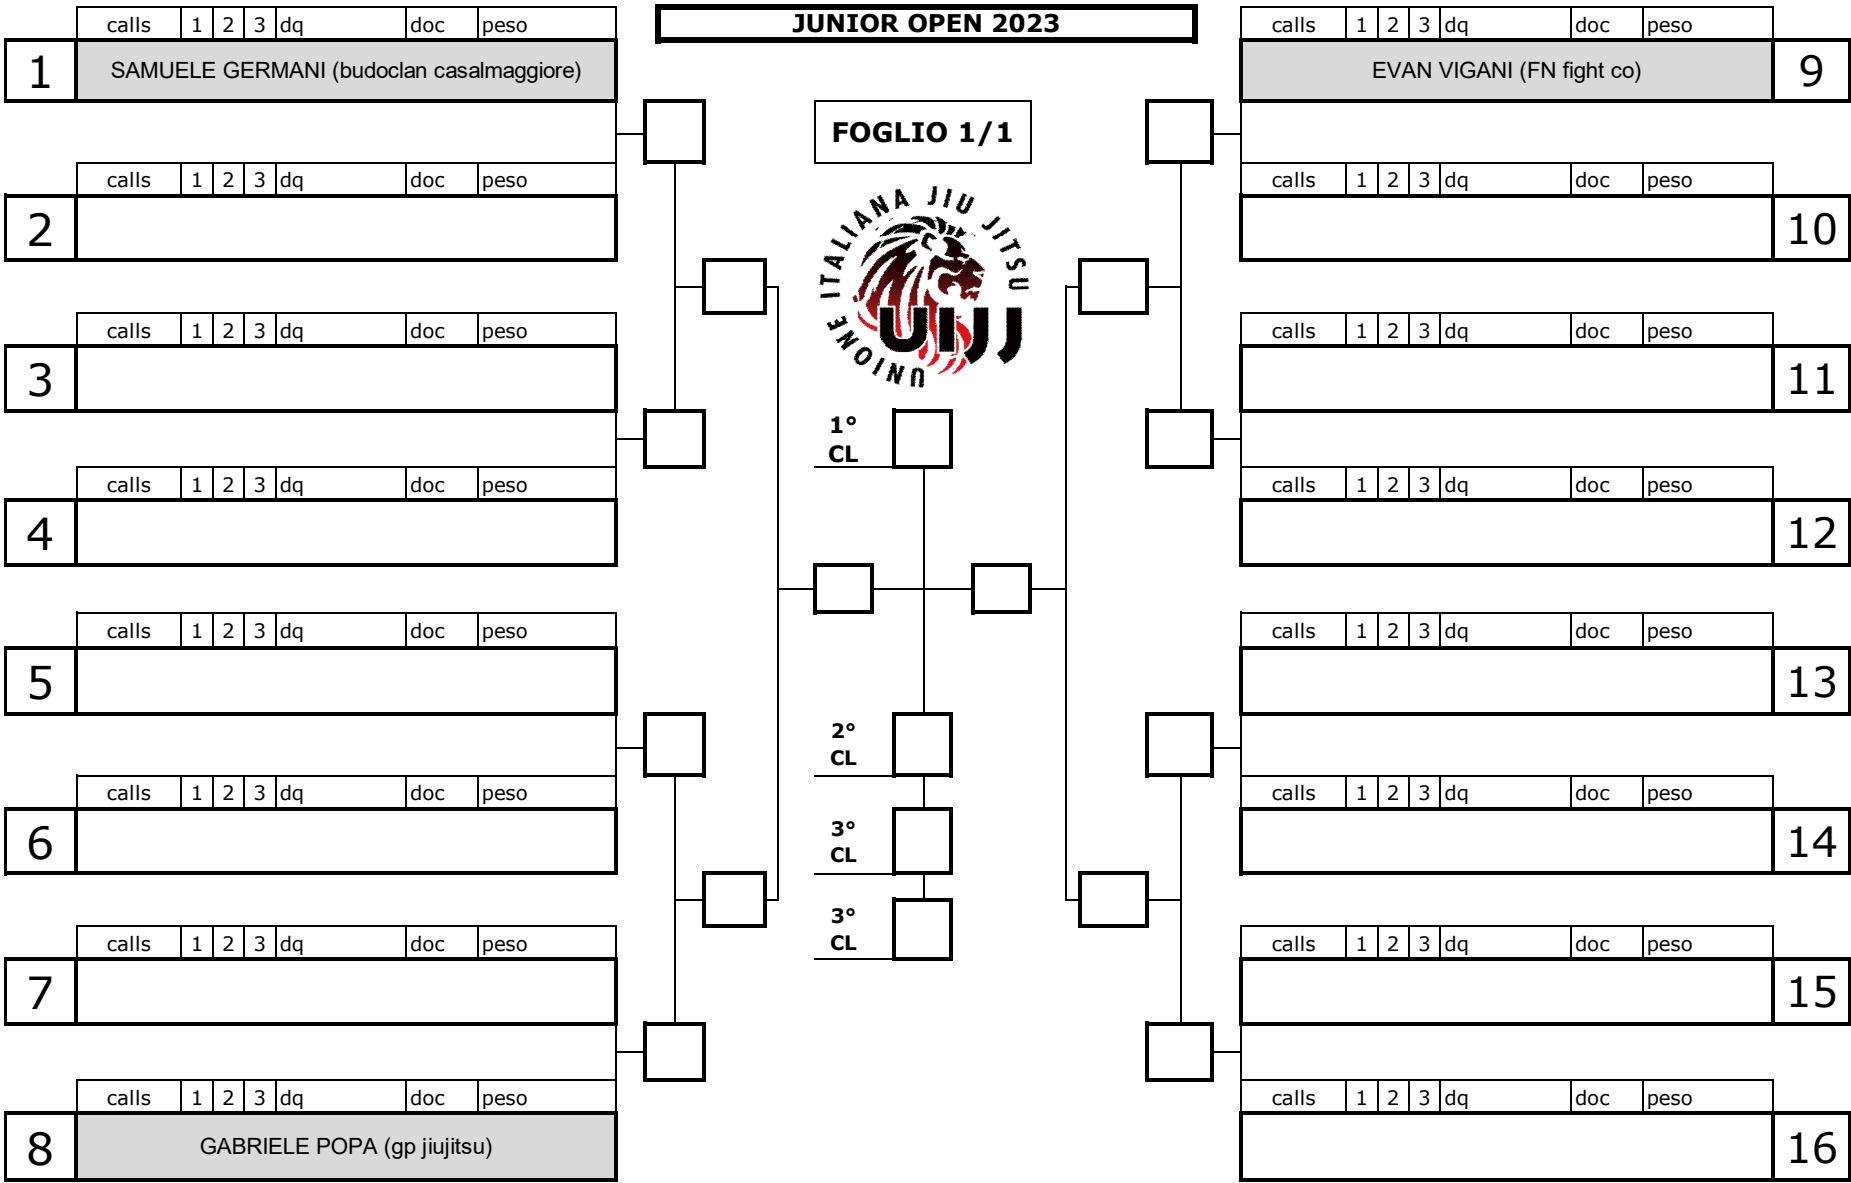 JUNIOR OPEN 2023
FOGLIO 1/1
UNIONE ITALIANA JIU JITSU
UIJJ
calls 1 2 3 dq doc peso
1 SAMUELE GERMANI (budoclan casalmaggiore)
calls 1 2 3 dq doc peso
2
calls 1 2 3 dq doc peso
3
calls 1 2 3 dq doc peso
4
calls 1 2 3 dq doc peso
5
calls 1 2 3 dq doc peso
6
calls 1 2 3 dq doc peso
7
calls 1 2 3 dq doc peso
8 GABRIELE POPA (gp jiujitsu)
1°
CL
2°
CL
3°
CL
3°
CL
calls 1 2 3 dq doc peso
EVAN VIGANI (FN fight co) 9
calls 1 2 3 dq doc peso
10
calls 1 2 3 dq doc peso
11
calls 1 2 3 dq doc peso
12
calls 1 2 3 dq doc peso
13
calls 1 2 3 dq doc peso
14
calls 1 2 3 dq doc peso
15
calls 1 2 3 dq doc peso
16